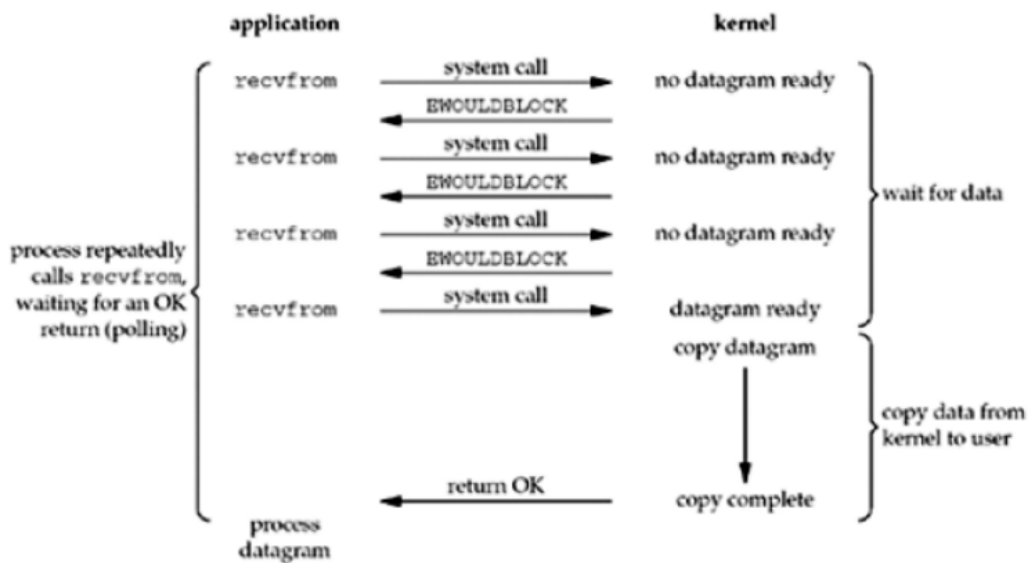 application kernel
recvfrom system call no datagram ready
EWOULDBLOCK
recvfrom system call no datagram ready
EWOULDBLOCK
wait for data
recvfrom system call no datagram ready
process repeatedly
calls recvfrom,
waiting for an OK
return (polling)
EWOULDBLOCK
recvfrom system call datagram ready
copy datagram
copy data from
kernel to user
return OK copy complete
process
datagram